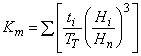 K_m = ∑ [ t_i / T_T ( H_i / H_n )^3 ]